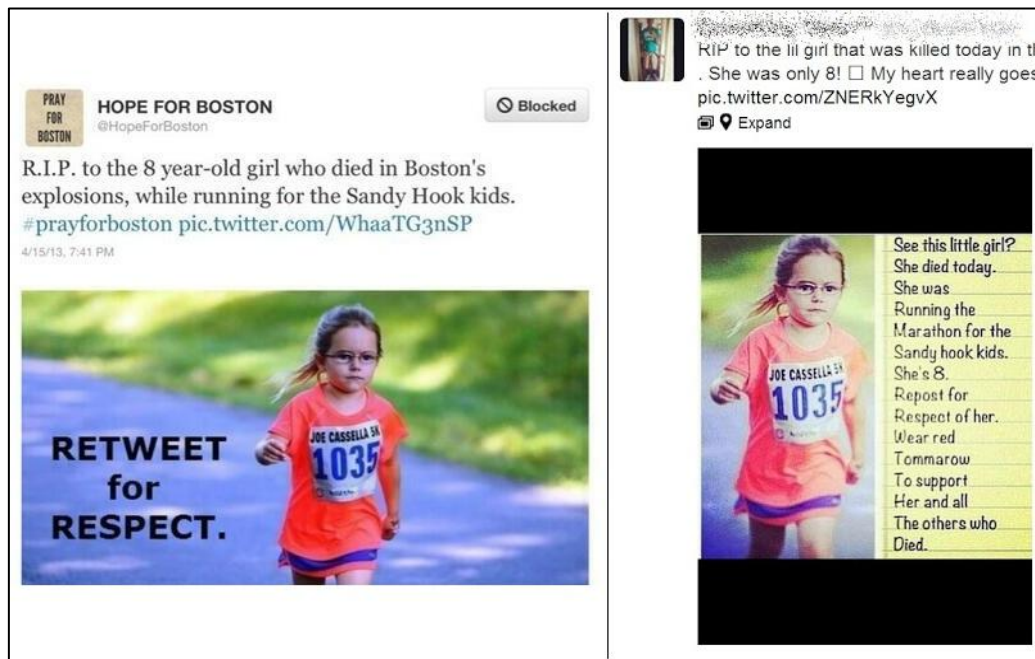 PRAY
FOR
BOSTON
HOPE FOR BOSTON
@HopeForBoston
Blocked
R.I.P. to the 8 year-old girl who died in Boston's
explosions, while running for the Sandy Hook kids.
#prayforboston pic.twitter.com/WhaaTG3nSP
4/15/13, 7:41 PM
RETWEET
for
RESPECT.
JOE CASSELLA 5K
1035
RIP to the lil girl that was killed today in th
. She was only 8! □ My heart really goes
pic.twitter.com/ZNERkYegvX
Expand
JOE CASSELLA 5K
1035
See this little girl?
She died today.
She was
Running the
Marathon for the
Sandy hook kids.
She's 8.
Repost for
Respect of her.
Wear red
Tommarow
To support
Her and all
The others who
Died.